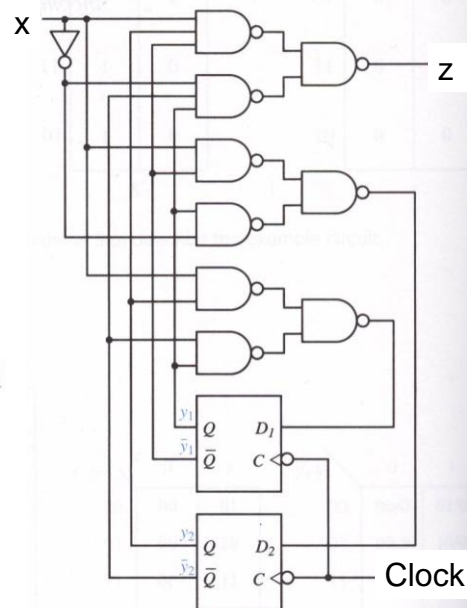 x
z
y₁ Q D₁
ȳ₁ Q̄ C
y₂ Q D₂
ȳ₂ Q̄ C
Clock